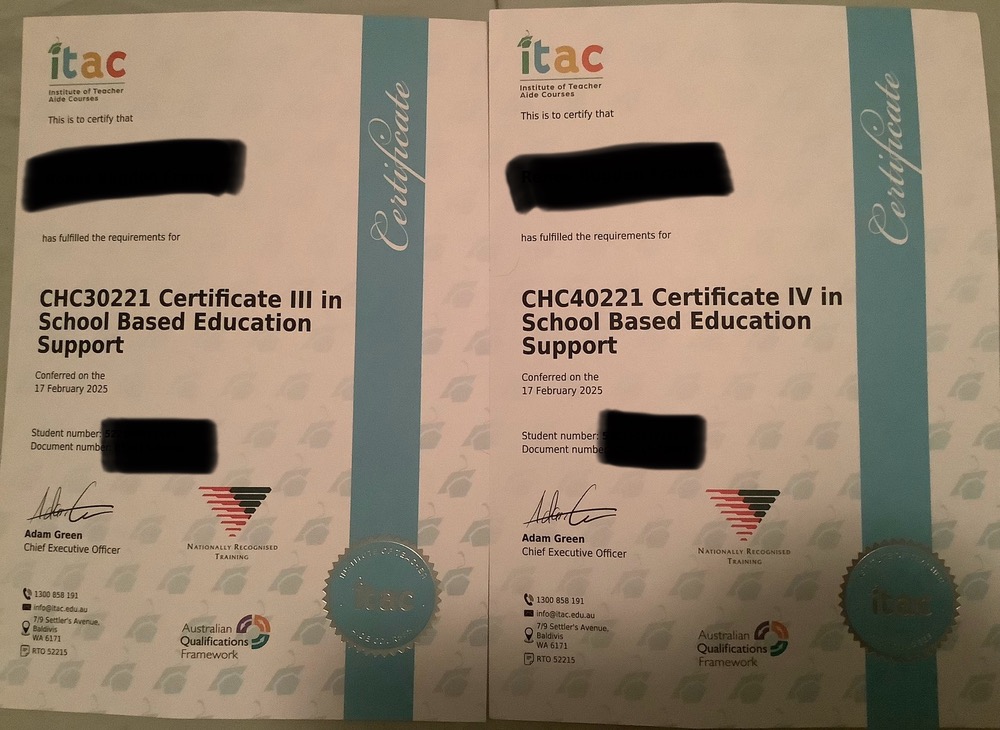 itac
Institute of Teacher
Aide Courses
This is to certify that
has fulfilled the requirements for
CHC30221 Certificate III in
School Based Education
Support
Conferred on the
17 February 2025
Student number:
Document numbe
Adam Green
Chief Executive Officer
NATIONALLY RECOGNISED
TRAINING
1300 858 191
info@itac.edu.au
7/9 Settler's Avenue,
Baldivis
WA 6171
RTO 52215
Australian
Qualifications
Framework
Certificate
itac
itac
Institute of Teacher
Aide Courses
This is to certify that
has fulfilled the requirements for
CHC40221 Certificate IV in
School Based Education
Support
Conferred on the
17 February 2025
Student number:
Document numbe
Adam Green
Chief Executive Officer
NATIONALLY RECOGNISED
TRAINING
1300 858 191
info@itac.edu.au
7/9 Settler's Avenue,
Baldivis
WA 6171
RTO 52215
Australian
Qualifications
Framework
Certificate
itac